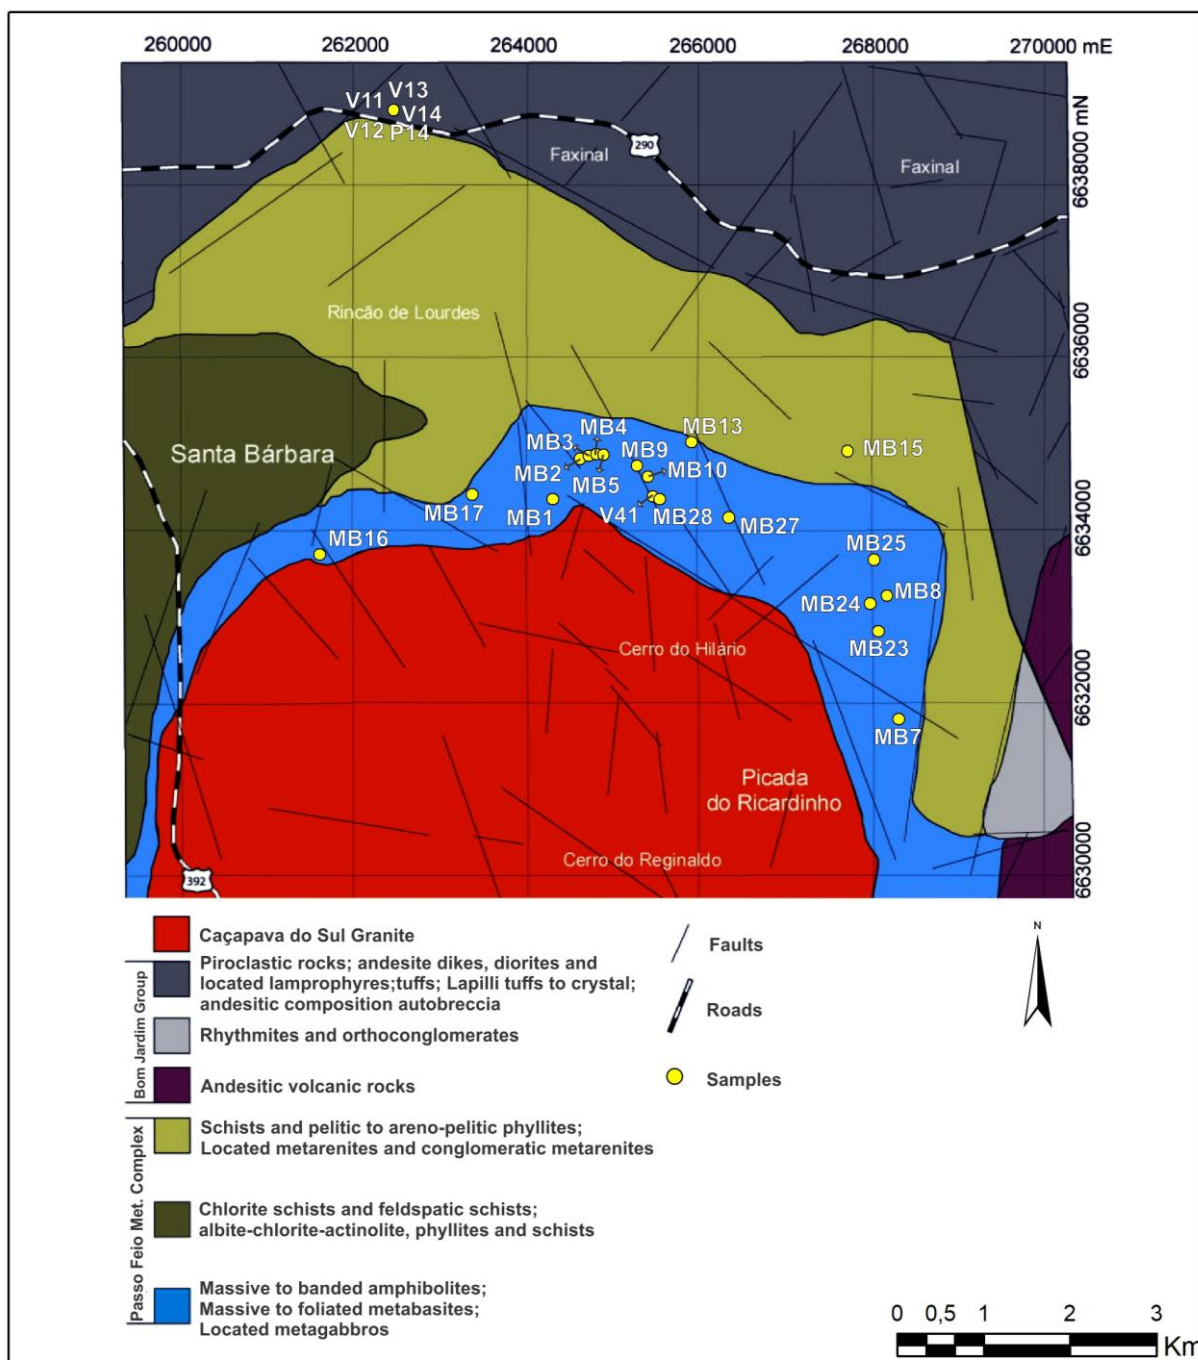 260000 262000 264000 266000 268000 270000 mE
V13
V11
V14
V12 P14
6638000 mN
290
Faxinal
Faxinal
Rincão de Lourdes
6636000
MB4
MB13
MB3
MB9
MB15
Santa Bárbara
MB2
MB10
MB5
MB17
MB1
V41
MB28
MB27
6634000
MB16
MB25
MB8
MB24
MB23
Cerro do Hilário
6632000
MB7
Picada
do Ricardinho
Cerro do Reginaldo
6630000
392
Caçapava do Sul Granite
Bom Jardim Group
Piroclastic rocks; andesite dikes, diorites and
located lamprophyres;tuffs; Lapilli tuffs to crystal;
andesitic composition autobreccia
Rhythmites and orthoconglomerates
Andesitic volcanic rocks
Passo Feio Met. Complex
Schists and pelitic to areno-pelitic phyllites;
Located metarenites and conglomeratic metarenites
Chlorite schists and feldspatic schists;
albite-chlorite-actinolite, phyllites and schists
Massive to banded amphibolites;
Massive to foliated metabasites;
Located metagabbros
Faults
Roads
Samples
N
0 0,5 1 2 3
Km